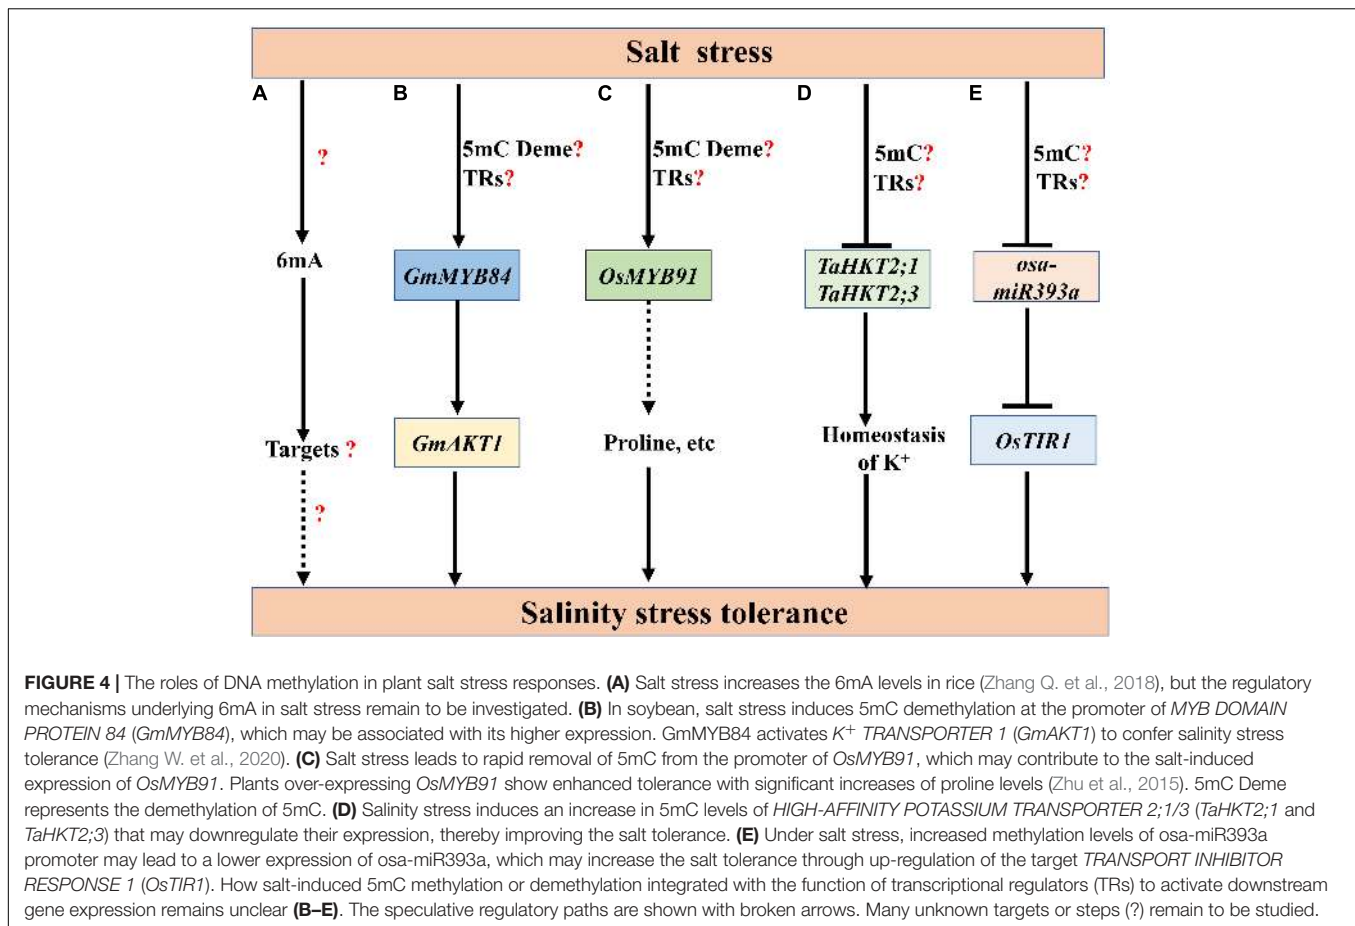 Salt stress
A
B
C
D
E
?
5mC Deme?
TRs?
5mC Deme?
TRs?
5mC?
TRs?
5mC?
TRs?
6mA
GmMYB84
OsMYB91
TaHKT2;1
TaHKT2;3
osa-
miR393a
Targets ?
GmAKT1
Proline, etc
Homeostasis
of K+
OsTIR1
?
Salinity stress tolerance
FIGURE 4 | The roles of DNA methylation in plant salt stress responses. (A) Salt stress increases the 6mA levels in rice (Zhang Q. et al., 2018), but the regulatory
mechanisms underlying 6mA in salt stress remain to be investigated. (B) In soybean, salt stress induces 5mC demethylation at the promoter of MYB DOMAIN
PROTEIN 84 (GmMYB84), which may be associated with its higher expression. GmMYB84 activates K+ TRANSPORTER 1 (GmAKT1) to confer salinity stress
tolerance (Zhang W. et al., 2020). (C) Salt stress leads to rapid removal of 5mC from the promoter of OsMYB91, which may contribute to the salt-induced
expression of OsMYB91. Plants over-expressing OsMYB91 show enhanced tolerance with significant increases of proline levels (Zhu et al., 2015). 5mC Deme
represents the demethylation of 5mC. (D) Salinity stress induces an increase in 5mC levels of HIGH-AFFINITY POTASSIUM TRANSPORTER 2;1/3 (TaHKT2;1 and
TaHKT2;3) that may downregulate their expression, thereby improving the salt tolerance. (E) Under salt stress, increased methylation levels of osa-miR393a
promoter may lead to a lower expression of osa-miR393a, which may increase the salt tolerance through up-regulation of the target TRANSPORT INHIBITOR
RESPONSE 1 (OsTIR1). How salt-induced 5mC methylation or demethylation integrated with the function of transcriptional regulators (TRs) to activate downstream
gene expression remains unclear (B–E). The speculative regulatory paths are shown with broken arrows. Many unknown targets or steps (?) remain to be studied.